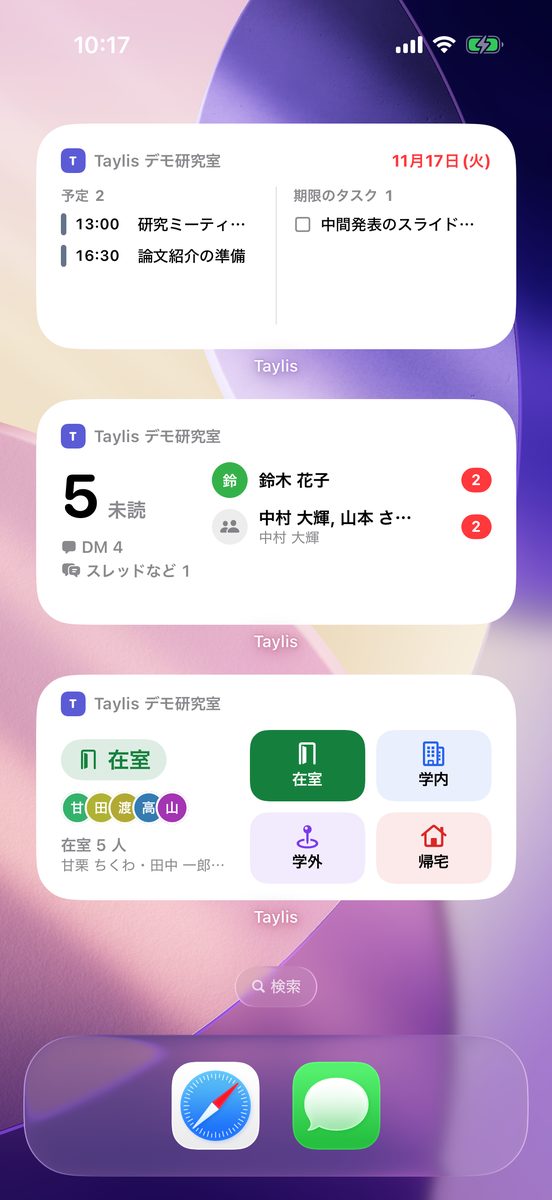 10:17
T Taylis デモ研究室 11月17日(火)
予定 2
13:00 研究ミーティ…
16:30 論文紹介の準備
期限のタスク 1
中間発表のスライド…
Taylis
T Taylis デモ研究室
5 未読
DM 4
スレッドなど 1
鈴 鈴木 花子 2
中村 大輝, 山本 さ… 2
中村 大輝
Taylis
T Taylis デモ研究室
在室
甘 田 渡 高 山
在室 5 人
甘栗 ちくわ・田中 一郎…
在室 学内
学外 帰宅
Taylis
検索